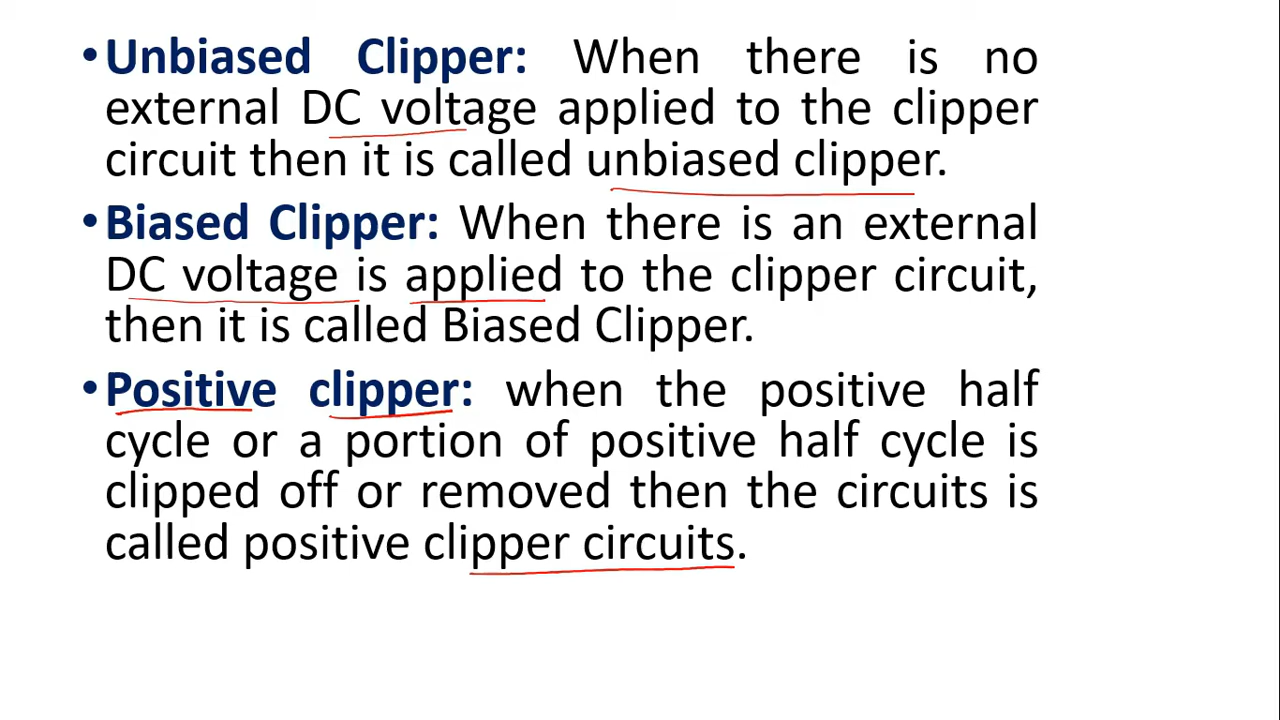 •Unbiased Clipper: When there is no
external DC voltage applied to the clipper
circuit then it is called unbiased clipper.
•Biased Clipper: When there is an external
DC voltage is applied to the clipper circuit,
then it is called Biased Clipper.
•Positive clipper: when the positive half
cycle or a portion of positive half cycle is
clipped off or removed then the circuits is
called positive clipper circuits.